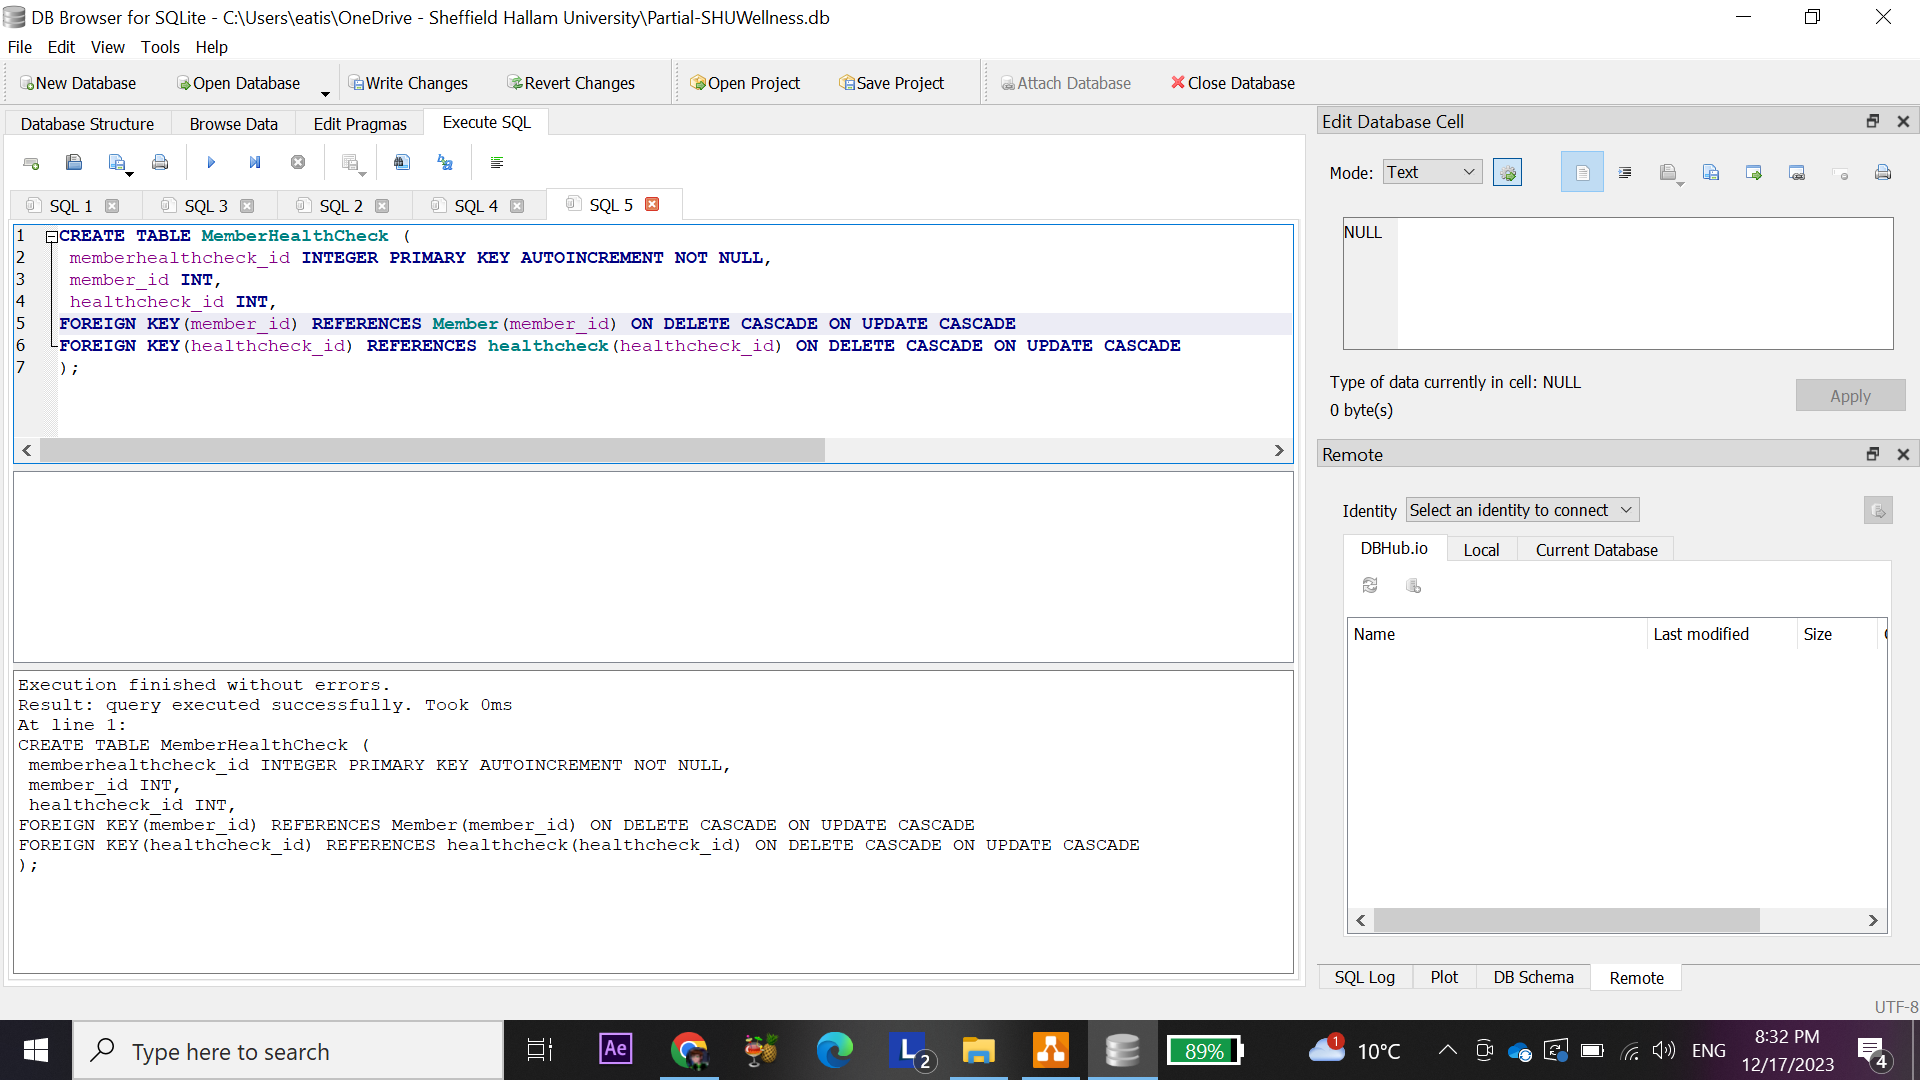 DB Browser for SQLite - C:\Users\eatis\OneDrive - Sheffield Hallam University\Partial-SHUWellness.db
File Edit View Tools Help
New Database Open Database Write Changes Revert Changes Open Project Save Project Attach Database Close Database
Database Structure Browse Data Edit Pragmas Execute SQL
SQL 1 SQL 3 SQL 2 SQL 4 SQL 5
1 CREATE TABLE MemberHealthCheck (
2 memberhealthcheck_id INTEGER PRIMARY KEY AUTOINCREMENT NOT NULL,
3 member_id INT,
4 healthcheck_id INT,
5 FOREIGN KEY(member_id) REFERENCES Member(member_id) ON DELETE CASCADE ON UPDATE CASCADE
6 FOREIGN KEY(healthcheck_id) REFERENCES healthcheck(healthcheck_id) ON DELETE CASCADE ON UPDATE CASCADE
7 );
Execution finished without errors.
Result: query executed successfully. Took 0ms
At line 1:
CREATE TABLE MemberHealthCheck (
memberhealthcheck_id INTEGER PRIMARY KEY AUTOINCREMENT NOT NULL,
member_id INT,
healthcheck_id INT,
FOREIGN KEY(member_id) REFERENCES Member(member_id) ON DELETE CASCADE ON UPDATE CASCADE
FOREIGN KEY(healthcheck_id) REFERENCES healthcheck(healthcheck_id) ON DELETE CASCADE ON UPDATE CASCADE
);
Edit Database Cell
Mode: Text
NULL
Type of data currently in cell: NULL
0 byte(s)
Apply
Remote
Identity Select an identity to connect
DBHub.io Local Current Database
Name Last modified Size
SQL Log Plot DB Schema Remote
UTF-8
Type here to search
Ae
L 2
89%
1
10°C
ENG
8:32 PM
12/17/2023
4